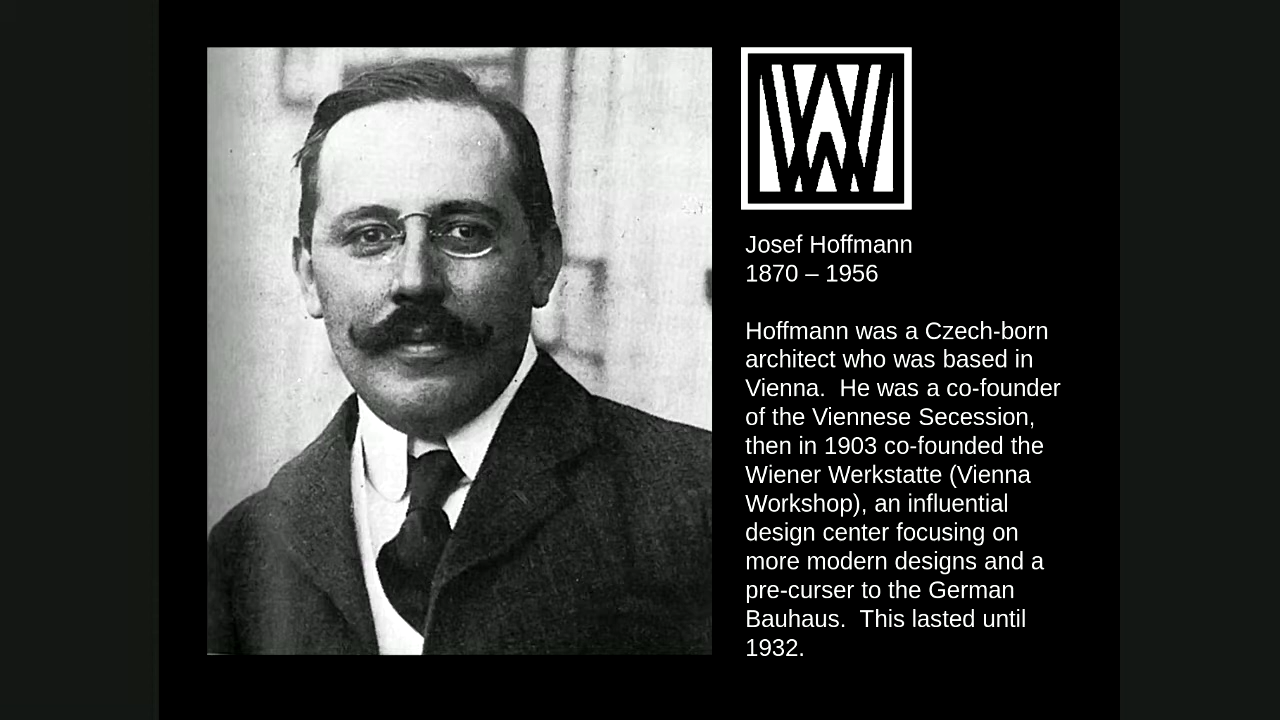 WW
Josef Hoffmann
1870 – 1956
Hoffmann was a Czech-born
architect who was based in
Vienna.  He was a co-founder
of the Viennese Secession,
then in 1903 co-founded the
Wiener Werkstatte (Vienna
Workshop), an influential
design center focusing on
more modern designs and a
pre-curser to the German
Bauhaus.  This lasted until
1932.